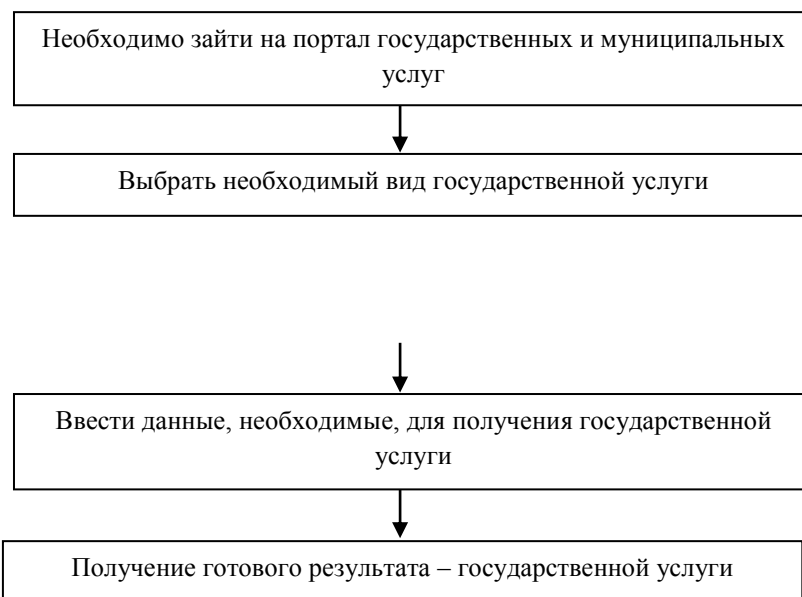 Необходимо зайти на портал государственных и муниципальных
услуг
Выбрать необходимый вид государственной услуги
Ввести данные, необходимые, для получения государственной
услуги
Получение готового результата – государственной услуги